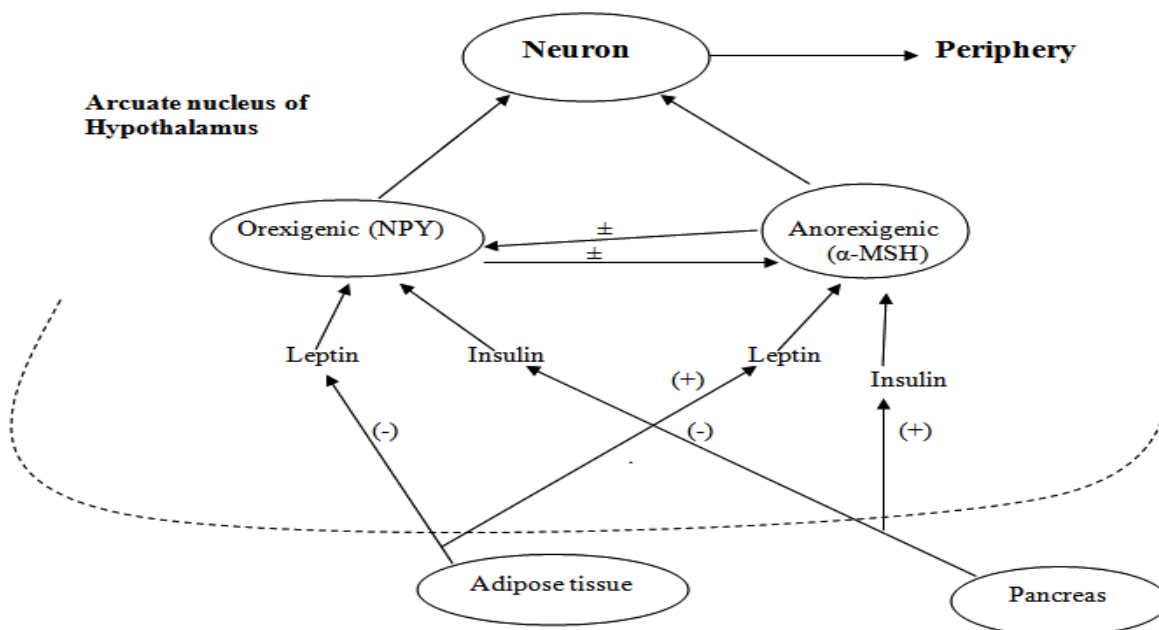 Neuron
Periphery
Arcuate nucleus of
Hypothalamus
Orexigenic (NPY)
±
±
Anorexigenic
(α-MSH)
Leptin
Insulin
Leptin
Insulin
(+)
(-)
(-)
(+)
Adipose tissue
Pancreas